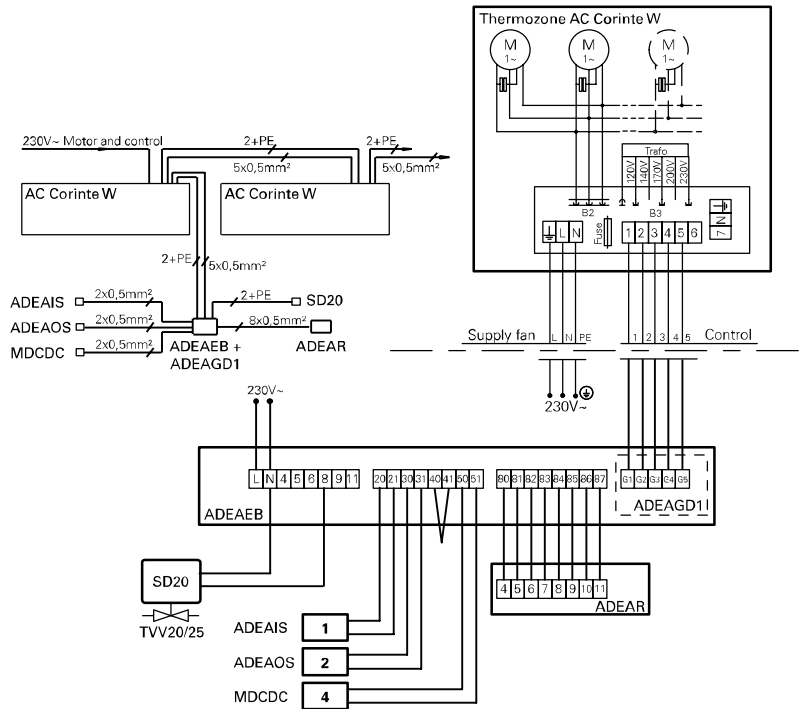 Thermozone AC Corinte W
M
1~
M
1~
M
1~
230V~ Motor and control
2+PE
2+PE
5x0,5mm²
5x0,5mm²
AC Corinte W
AC Corinte W
Trafo
120V
140V
170V
200V
230V
B2
B3
L N
Fuse
1 2 3 4 5 6
7 N
2+PE
5x0,5mm²
ADEAIS
2x0,5mm²
2+PE
SD20
ADEAOS
2x0,5mm²
8x0,5mm²
MDCDC
2x0,5mm²
ADEAEB +
ADEAGD1
ADEAR
Supply fan
L N PE
1 2 3 4 5
Control
230V~
230V~
L N 4 5 6 8 9 11
20 21 30 31 40 41 50 51
80 81 82 83 84 85 86 87
G1 G2 G3 G4 G5
ADEAEB
ADEAGD1
SD20
TVV20/25
4 5 6 7 8 9 10 11
ADEAR
ADEAIS
1
ADEAOS
2
MDCDC
4